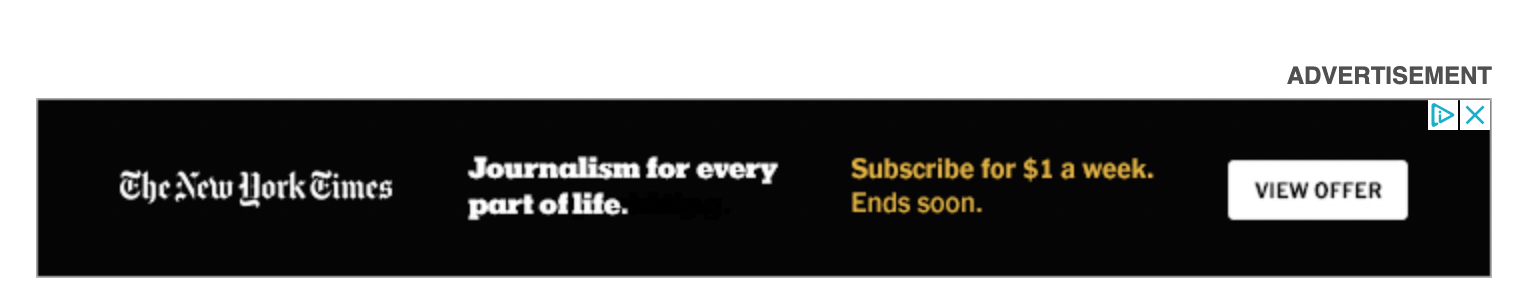 ADVERTISEMENT
The New York Times
Journalism for every
part of life.
Subscribe for $1 a week.
Ends soon.
VIEW OFFER